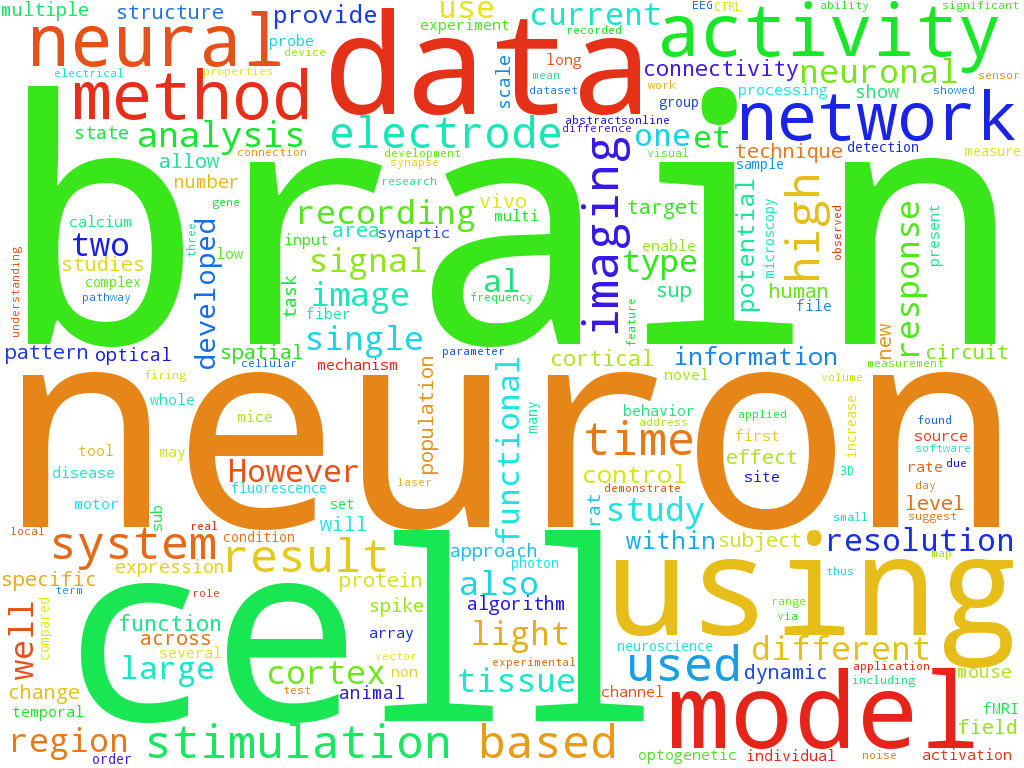 multiple
structure
provide
use
current
activity
EEG
CTRL
ability
significant
neural
probe
device
experiment
recorded
data
electrical
properties
method
long
scale
mean
dataset
connectivity
neuronal
work
processing
show
showed
sensor
group
network
state
analysis
electrode
abstractsonline
difference
one
et
technique
detection
measure
connection
development
synapse
visual
sample
allow
number
research
imaging
brain
gene
vivo
multi
target
potential
microscopy
high
response
observed
present
calcium
two
studies
complex
pathway
understanding
three
developed
low
recording
area
synaptic
input
signal
al
frequency
enable
type
sup
human
file
task
image
fiber
single
feature
new
pattern
optical
spatial
cellular
mechanism
parameter
cortical
information
circuit
measurement
firing
whole
novel
volume
neuron
mice
population
functional
many
behavior
address
applied
increase
found
tool
may
However
time
first
effect
source
software
disease
fluorescence
laser
control
site
3D
rate
due
day
motor
sub
set
demonstrate
rat
study
level
suggest
local
real
will
small
system
condition
result
approach
within
subject
resolution
map
specific
expression
photon
using
thus
term
role
protein
also
cell
compared
well
function
spike
algorithm
range
via
across
array
light
neuroscience
different
several
large
cortex
vector
non
experimental
tissue
used
dynamic
application
including
mouse
change
test
animal
channel
model
temporal
fMRI
field
region
order
stimulation
based
optogenetic
individual
noise
activation